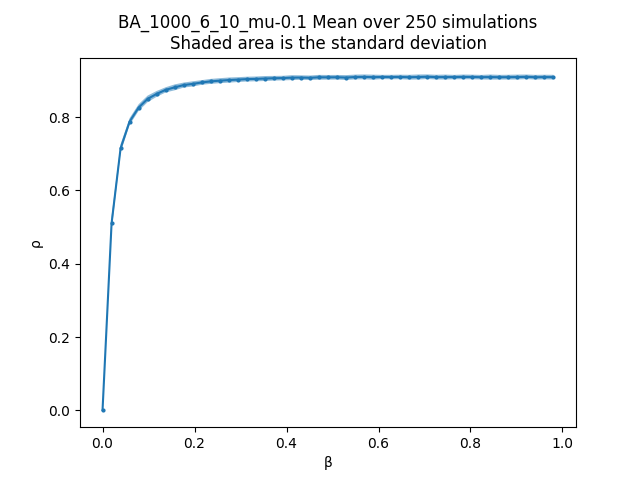 BA_1000_6_10_mu-0.1 Mean over 250 simulations
Shaded area is the standard deviation
0.8
0.6
ρ
0.4
0.2
0.0
0.0 0.2 0.4 0.6 0.8 1.0
β